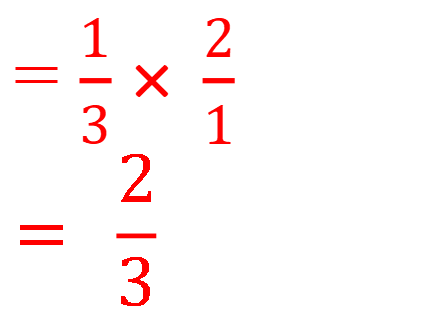 = 1/3 × 2/1
= 2/3